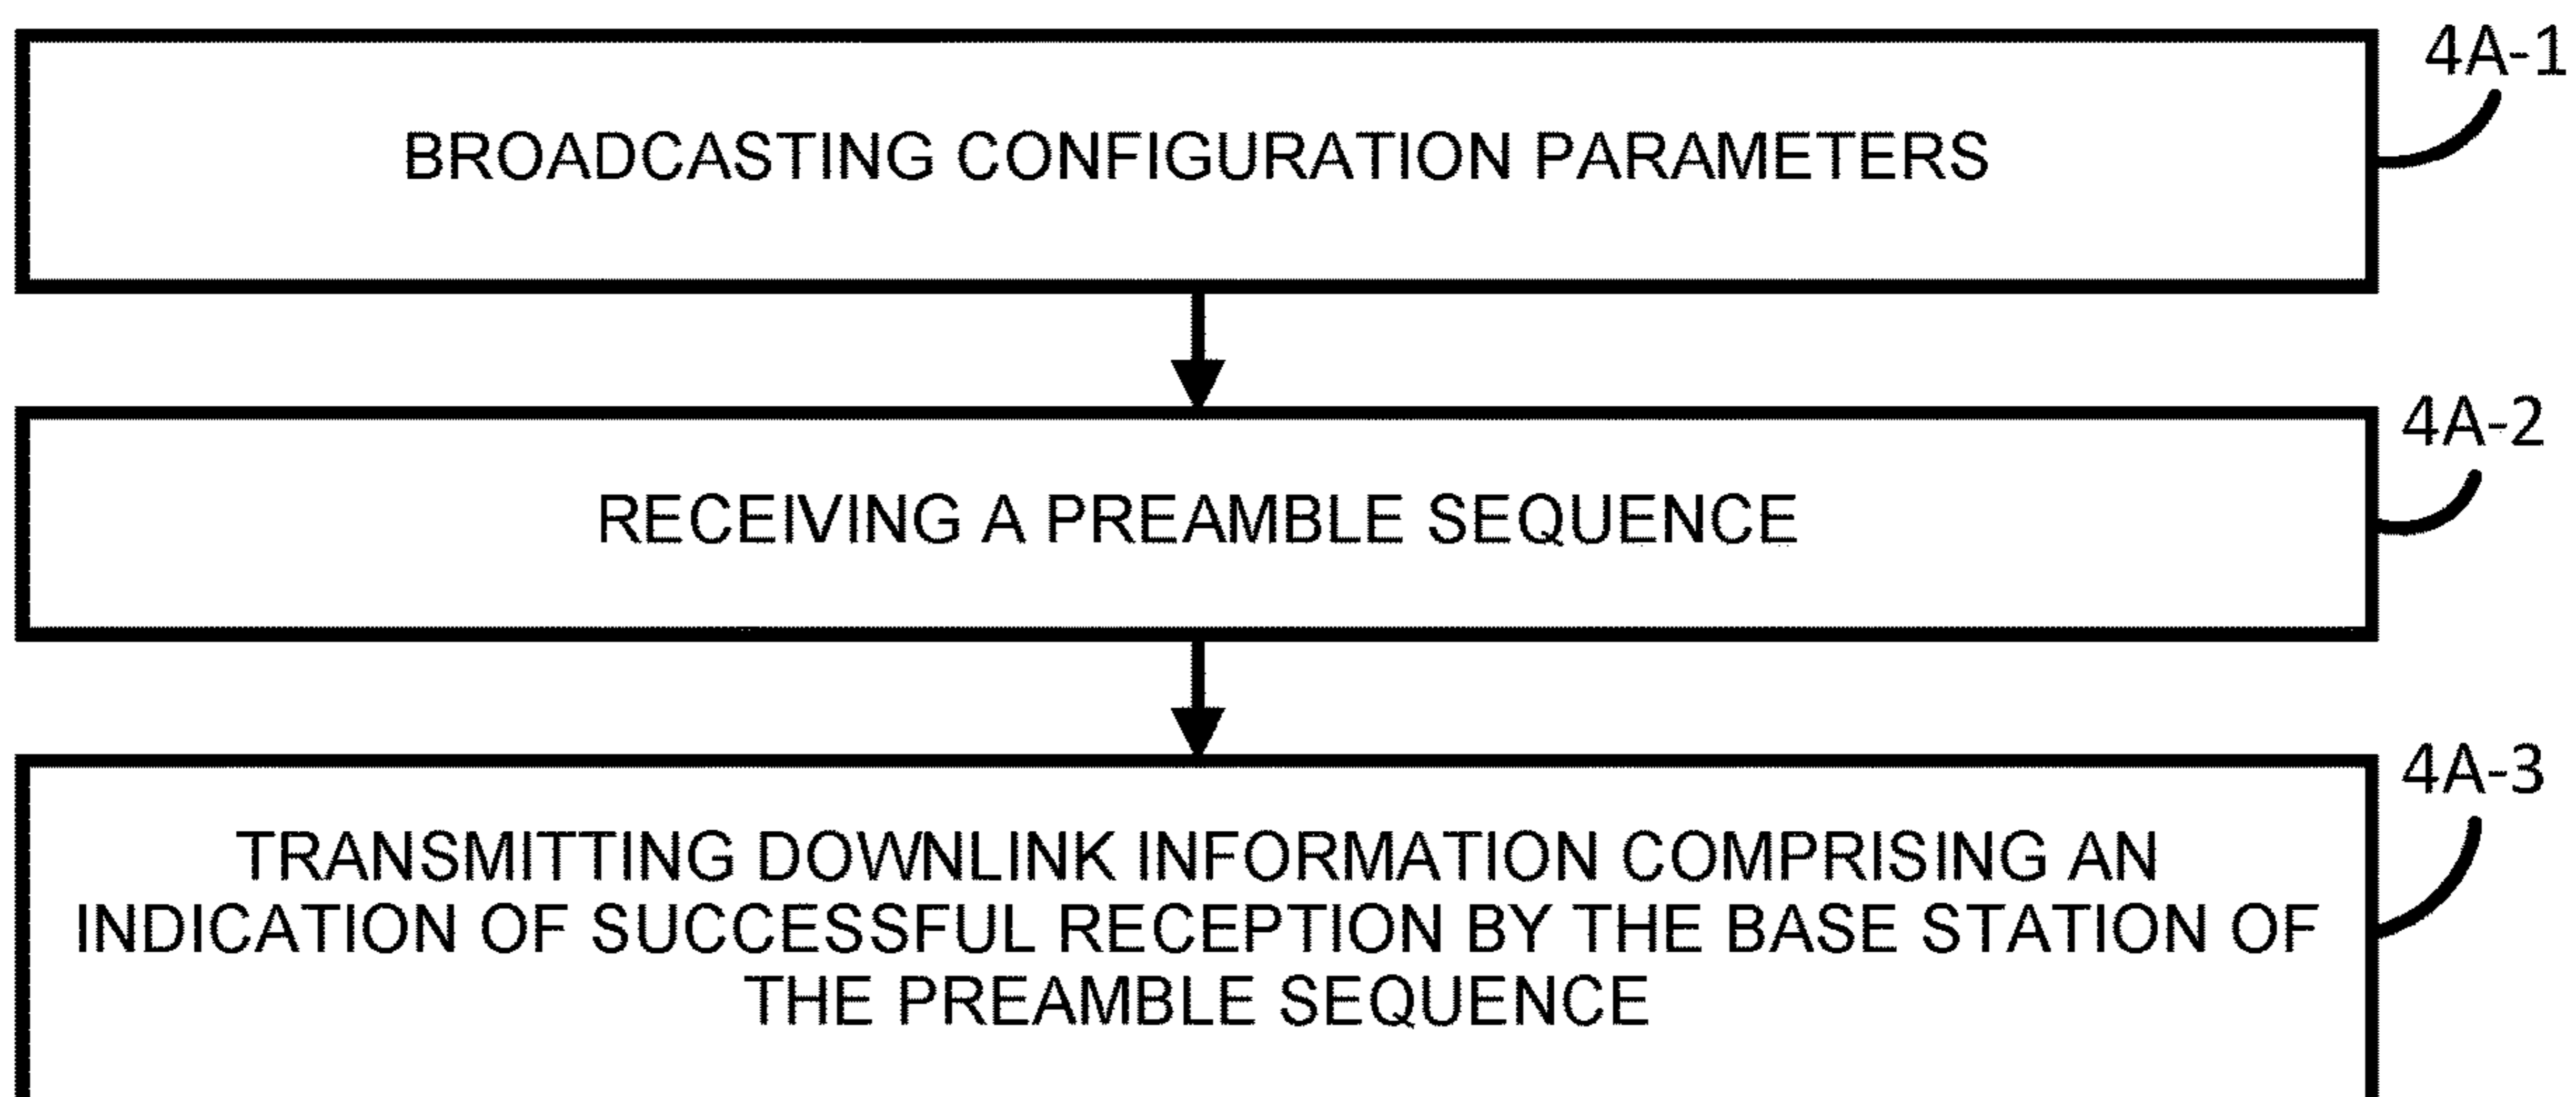 4A-1
BROADCASTING CONFIGURATION PARAMETERS
4A-2
RECEIVING A PREAMBLE SEQUENCE
4A-3
TRANSMITTING DOWNLINK INFORMATION COMPRISING AN
INDICATION OF SUCCESSFUL RECEPTION BY THE BASE STATION OF
THE PREAMBLE SEQUENCE